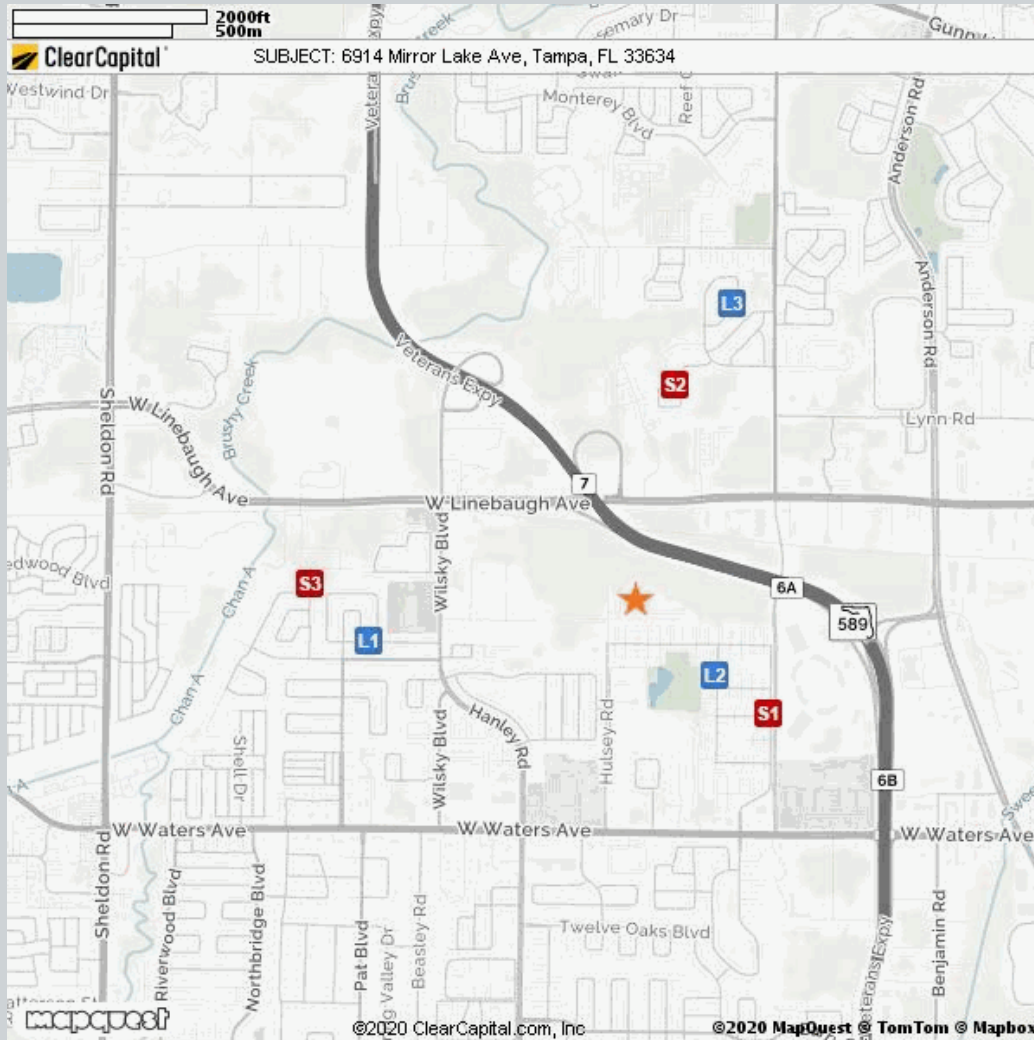 2000ft
500m
ClearCapital
SUBJECT: 6914 Mirror Lake Ave, Tampa, FL 33634
Westwind Dr
Monterey Blvd
Anderson Rd
L3
Anderson Rd
Veterans Expy
S2
Sheldon Rd
W Linebaugh Ave
Brushy Creek
Lynn Rd
7
W Linebaugh Ave
Wilsky Blvd
S3
6A
589
Chan A
L1
L2
S1
Chan A
Hanley Rd
Hulsey Rd
Shell Dr
Wilsky Blvd
6B
W Waters Ave
W Waters Ave
W Waters Ave
Sheldon Rd
Riverwood Blvd
Northbridge Blvd
Pat Blvd
Beasley Rd
Twelve Oaks Blvd
Benjamin Rd
mapquest
©2020 ClearCapital.com, Inc
©2020 MapQuest © TomTom © Mapbox